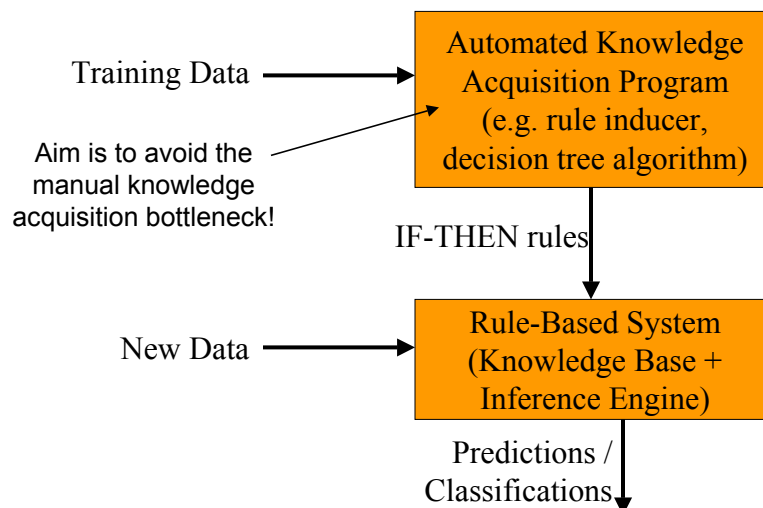 Automated Knowledge
Acquisition Program
(e.g. rule inducer,
decision tree algorithm)
Training Data
Aim is to avoid the
manual knowledge
acquisition bottleneck!
IF-THEN rules
Rule-Based System
(Knowledge Base +
Inference Engine)
New Data
Predictions /
Classifications